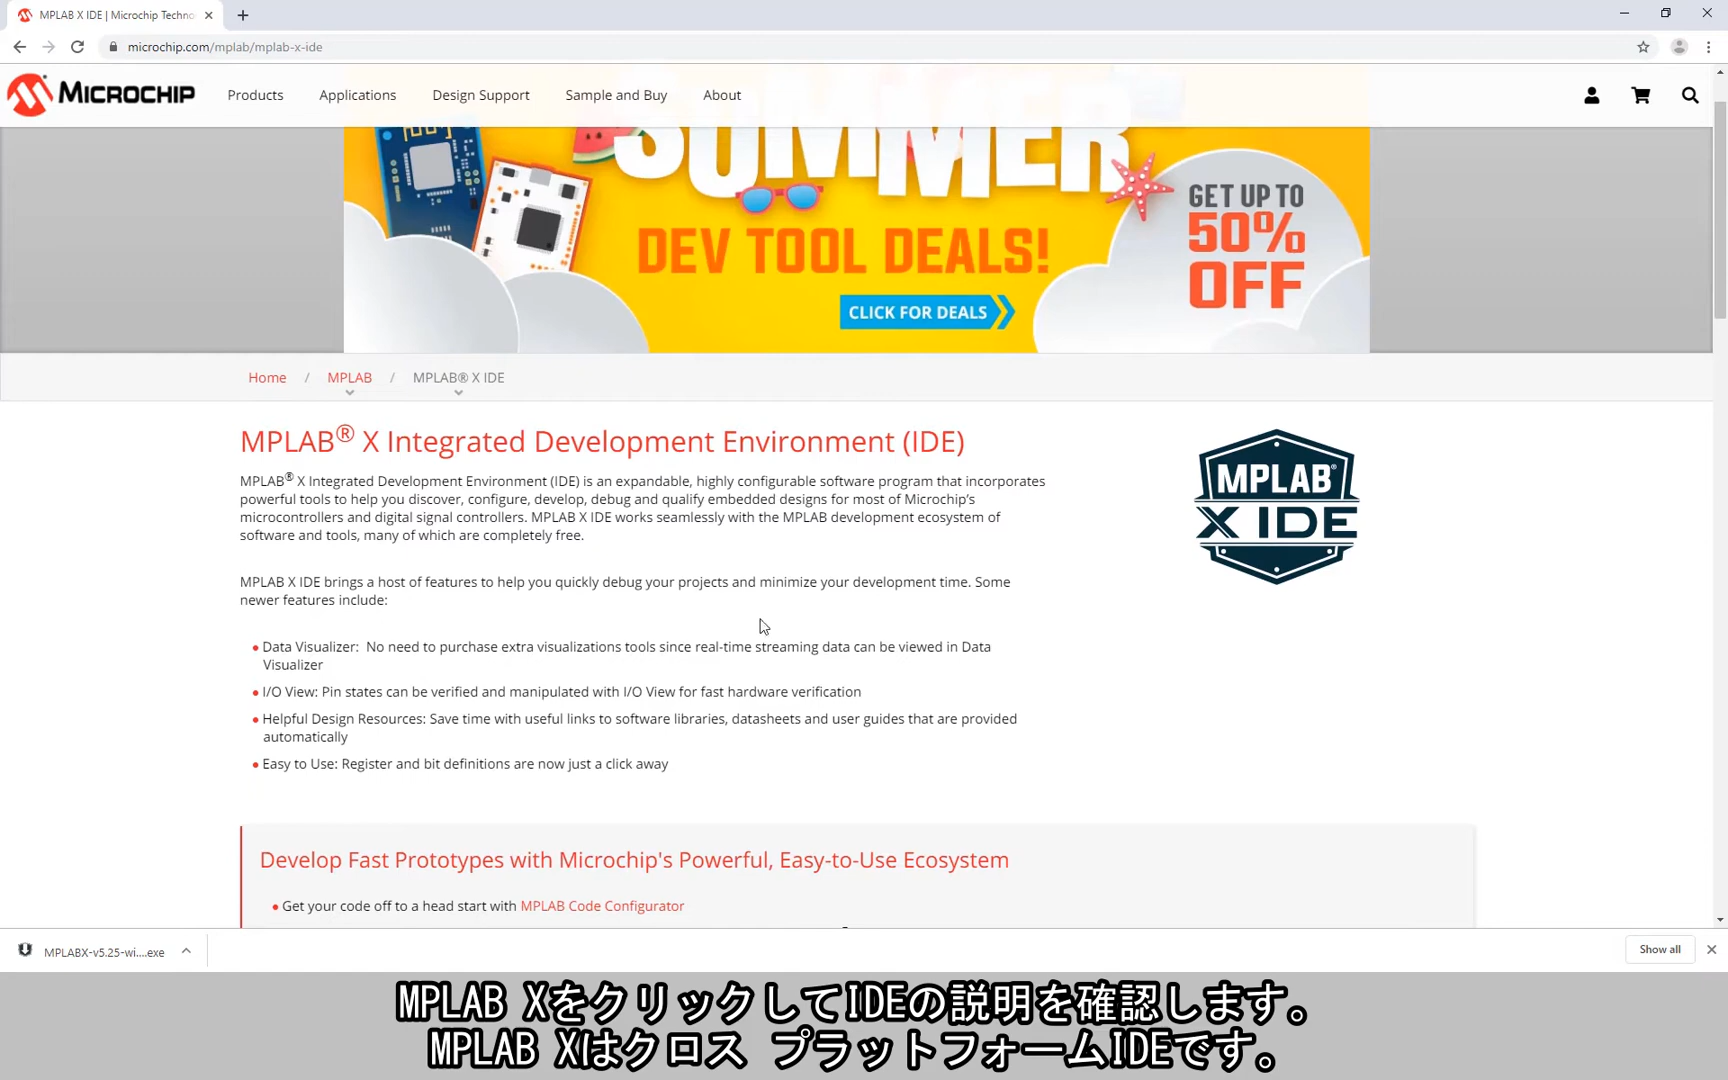 MPLAB X IDE | Microchip Techno
microchip.com/mplab/mplab-x-ide
MICROCHIP
Products
Applications
Design Support
Sample and Buy
About
SUMMER
DEV TOOL DEALS!
CLICK FOR DEALS
GET UP TO
50%
OFF
Home / MPLAB / MPLAB® X IDE
MPLAB® X Integrated Development Environment (IDE)
MPLAB® X Integrated Development Environment (IDE) is an expandable, highly configurable software program that incorporates
powerful tools to help you discover, configure, develop, debug and qualify embedded designs for most of Microchip's
microcontrollers and digital signal controllers. MPLAB X IDE works seamlessly with the MPLAB development ecosystem of
software and tools, many of which are completely free.
MPLAB X IDE brings a host of features to help you quickly debug your projects and minimize your development time. Some
newer features include:
Data Visualizer: No need to purchase extra visualizations tools since real-time streaming data can be viewed in Data
Visualizer
I/O View: Pin states can be verified and manipulated with I/O View for fast hardware verification
Helpful Design Resources: Save time with useful links to software libraries, datasheets and user guides that are provided
automatically
Easy to Use: Register and bit definitions are now just a click away
MPLAB®
X IDE
Develop Fast Prototypes with Microchip's Powerful, Easy-to-Use Ecosystem
Get your code off to a head start with MPLAB Code Configurator
MPLABX-v5.25-wi....exe
Show all
MPLAB XをクリックしてIDEの説明を確認します。
MPLAB Xはクロス プラットフォームIDEです。